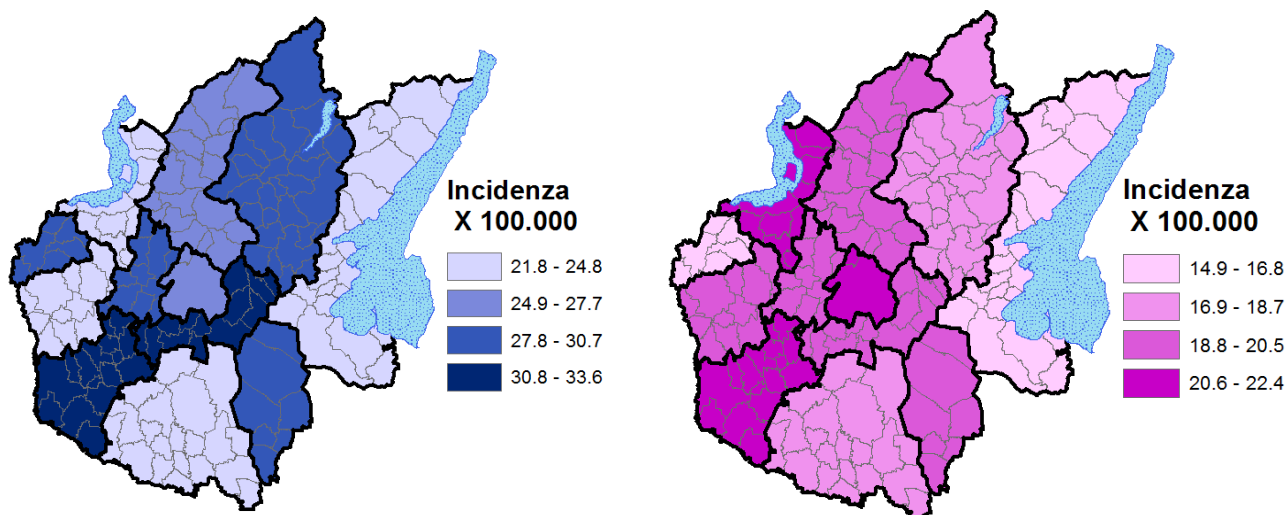 Incidenza
X 100.000
21.8 - 24.8
24.9 - 27.7
27.8 - 30.7
30.8 - 33.6
Incidenza
X 100.000
14.9 - 16.8
16.9 - 18.7
18.8 - 20.5
20.6 - 22.4